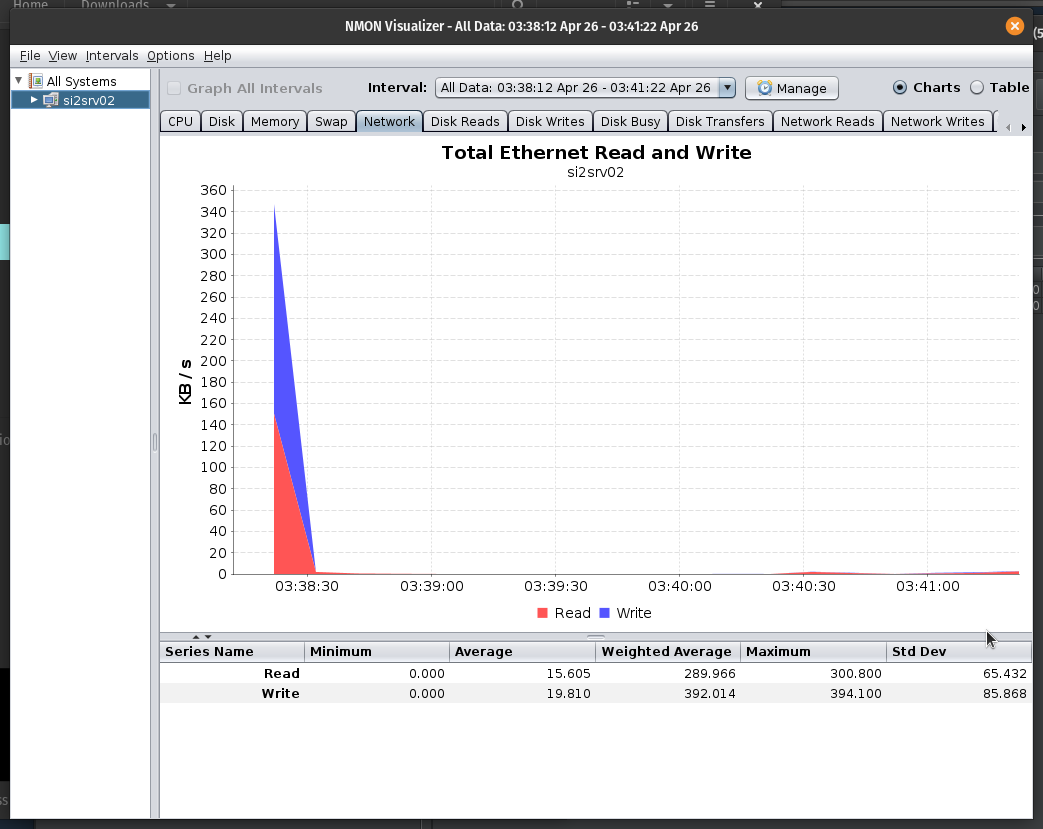 Home
Downloads
NMON Visualizer - All Data: 03:38:12 Apr 26 - 03:41:22 Apr 26
File View Intervals Options Help
All Systems
si2srv02
Graph All Intervals
Interval: All Data: 03:38:12 Apr 26 - 03:41:22 Apr 26
Manage
Charts Table
CPU Disk Memory Swap Network Disk Reads Disk Writes Disk Busy Disk Transfers Network Reads Network Writes
Total Ethernet Read and Write
si2srv02
KB / s
360
340
320
300
280
260
240
220
200
180
160
140
120
100
80
60
40
20
0
03:38:30 03:39:00 03:39:30 03:40:00 03:40:30 03:41:00
Read Write
Series Name Minimum Average Weighted Average Maximum Std Dev
Read 0.000 15.605 289.966 300.800 65.432
Write 0.000 19.810 392.014 394.100 85.868